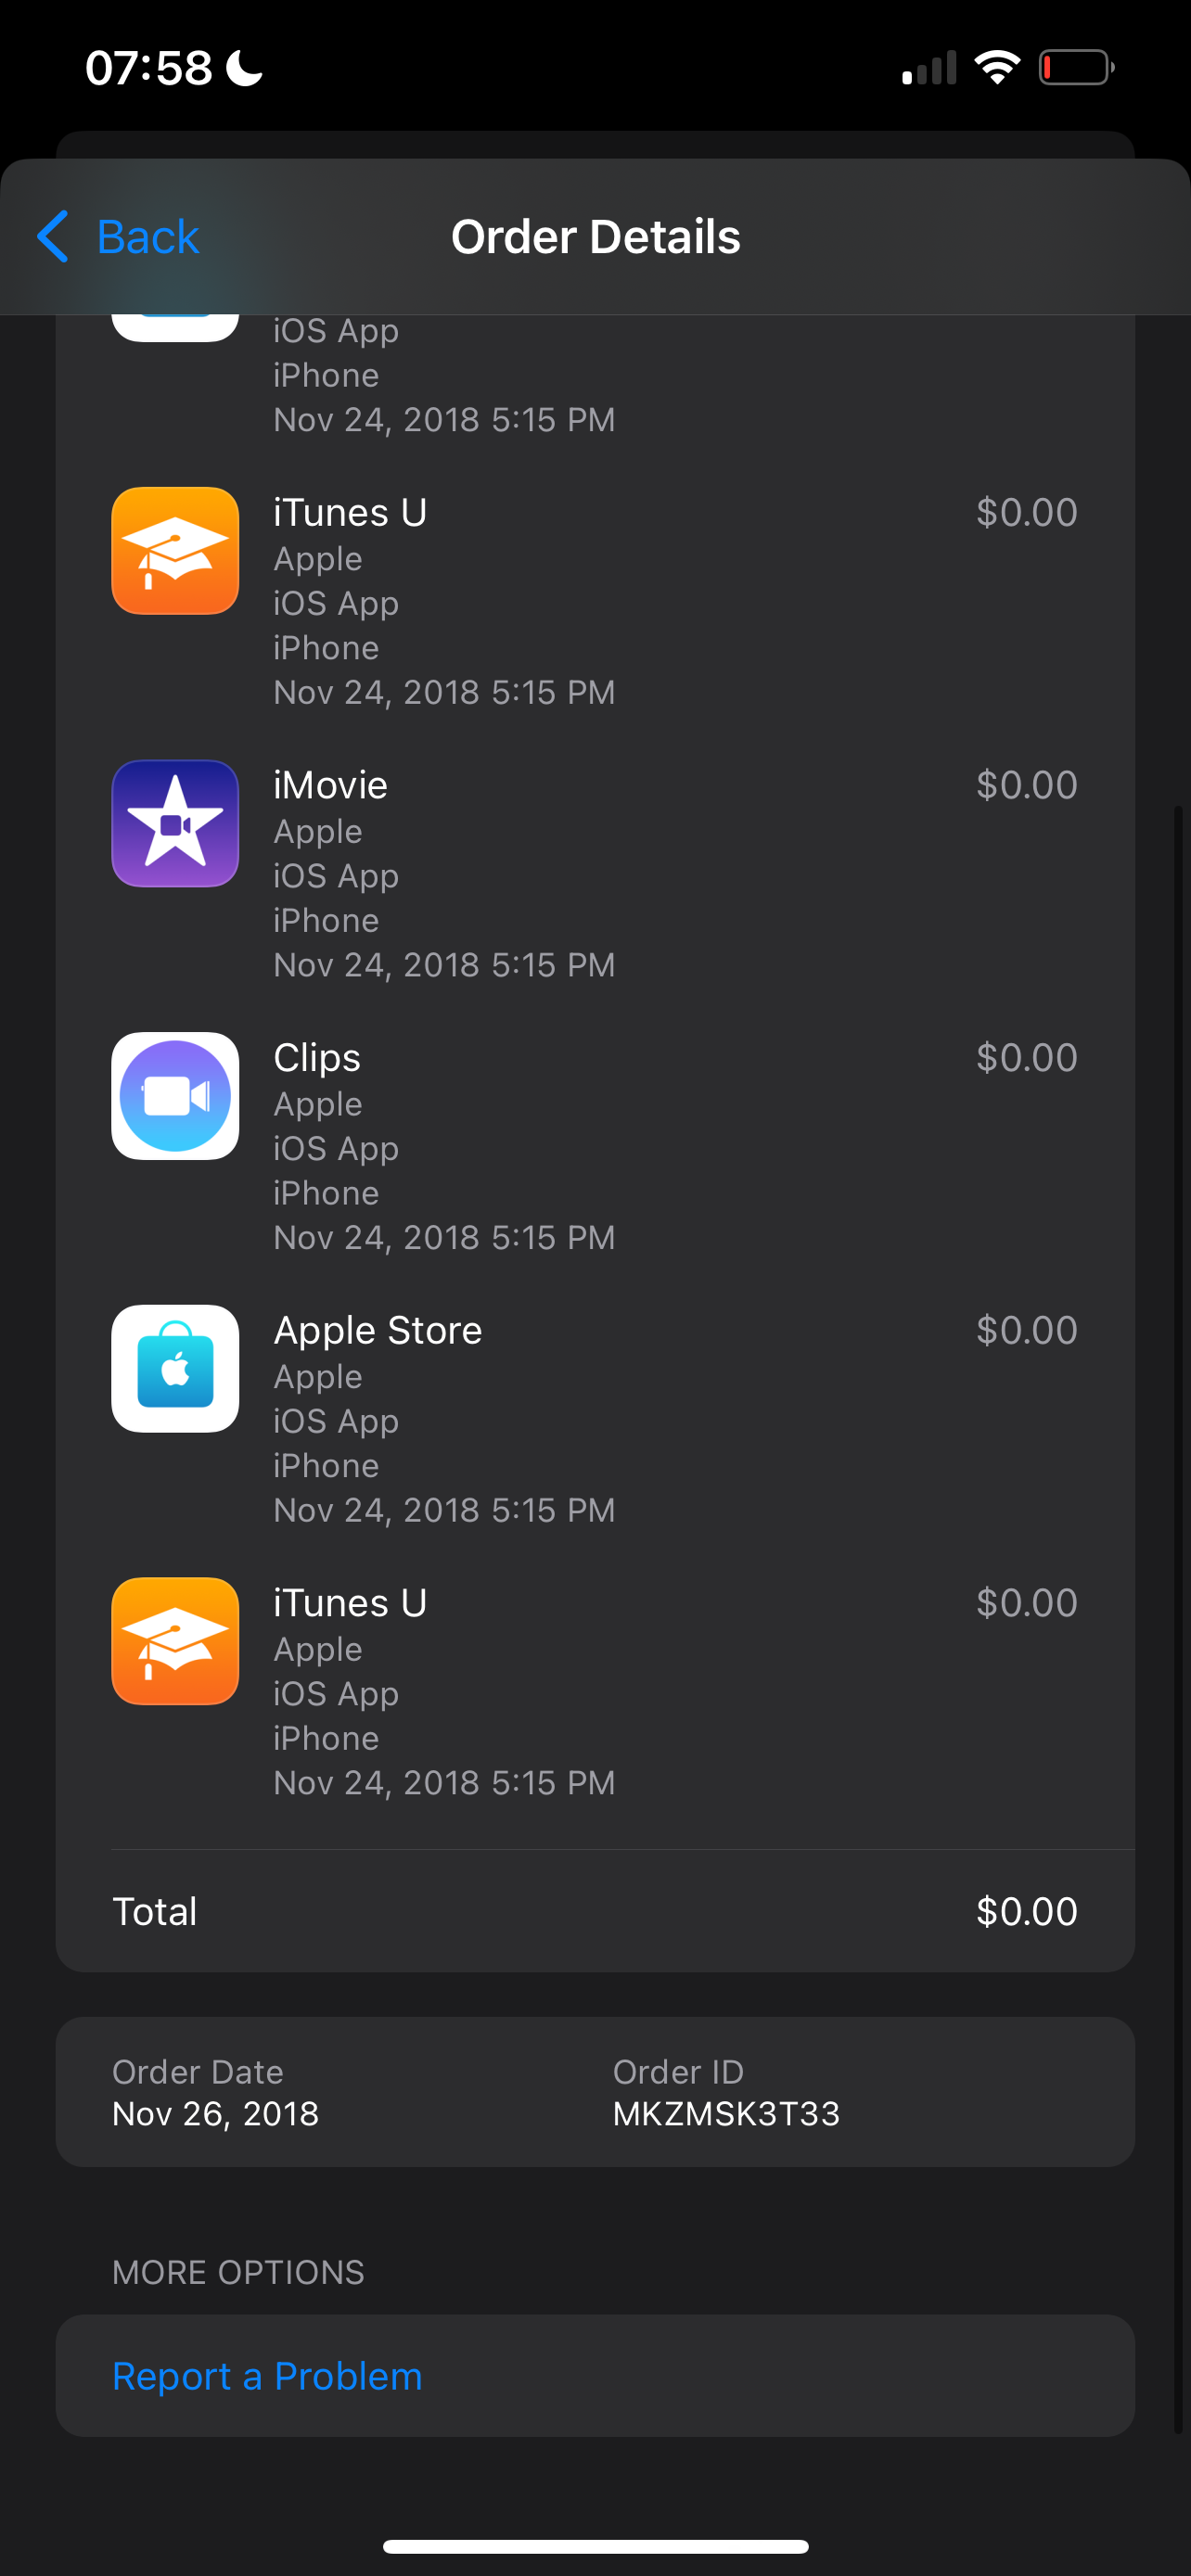 07:58
Back
Order Details
iOS App
iPhone
Nov 24, 2018 5:15 PM
iTunes U
$0.00
Apple
iOS App
iPhone
Nov 24, 2018 5:15 PM
iMovie
$0.00
Apple
iOS App
iPhone
Nov 24, 2018 5:15 PM
Clips
$0.00
Apple
iOS App
iPhone
Nov 24, 2018 5:15 PM
Apple Store
$0.00
Apple
iOS App
iPhone
Nov 24, 2018 5:15 PM
iTunes U
$0.00
Apple
iOS App
iPhone
Nov 24, 2018 5:15 PM
Total
$0.00
Order Date
Order ID
Nov 26, 2018
MKZMSK3T33
MORE OPTIONS
Report a Problem